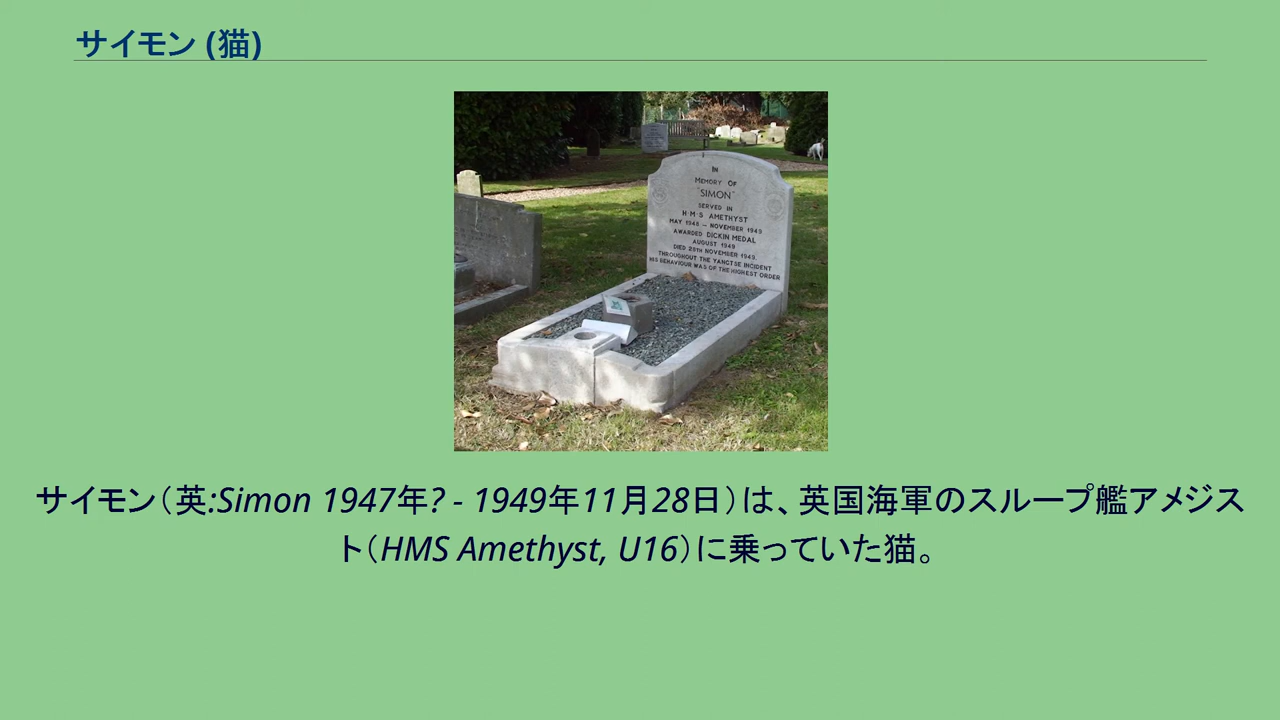 サイモン (猫)
IN
MEMORY OF
"SIMON"
SERVED IN
H·M·S AMETHYST
MAY 1948 – NOVEMBER 1949
AWARDED DICKIN MEDAL
AUGUST 1949
DIED 28TH NOVEMBER 1949.
THROUGHOUT THE YANGTSE INCIDENT
HIS BEHAVIOUR WAS OF THE HIGHEST ORDER
サイモン（英:Simon 1947年? - 1949年11月28日）は、英国海軍のスループ艦アメジス
ト（HMS Amethyst, U16）に乗っていた猫。